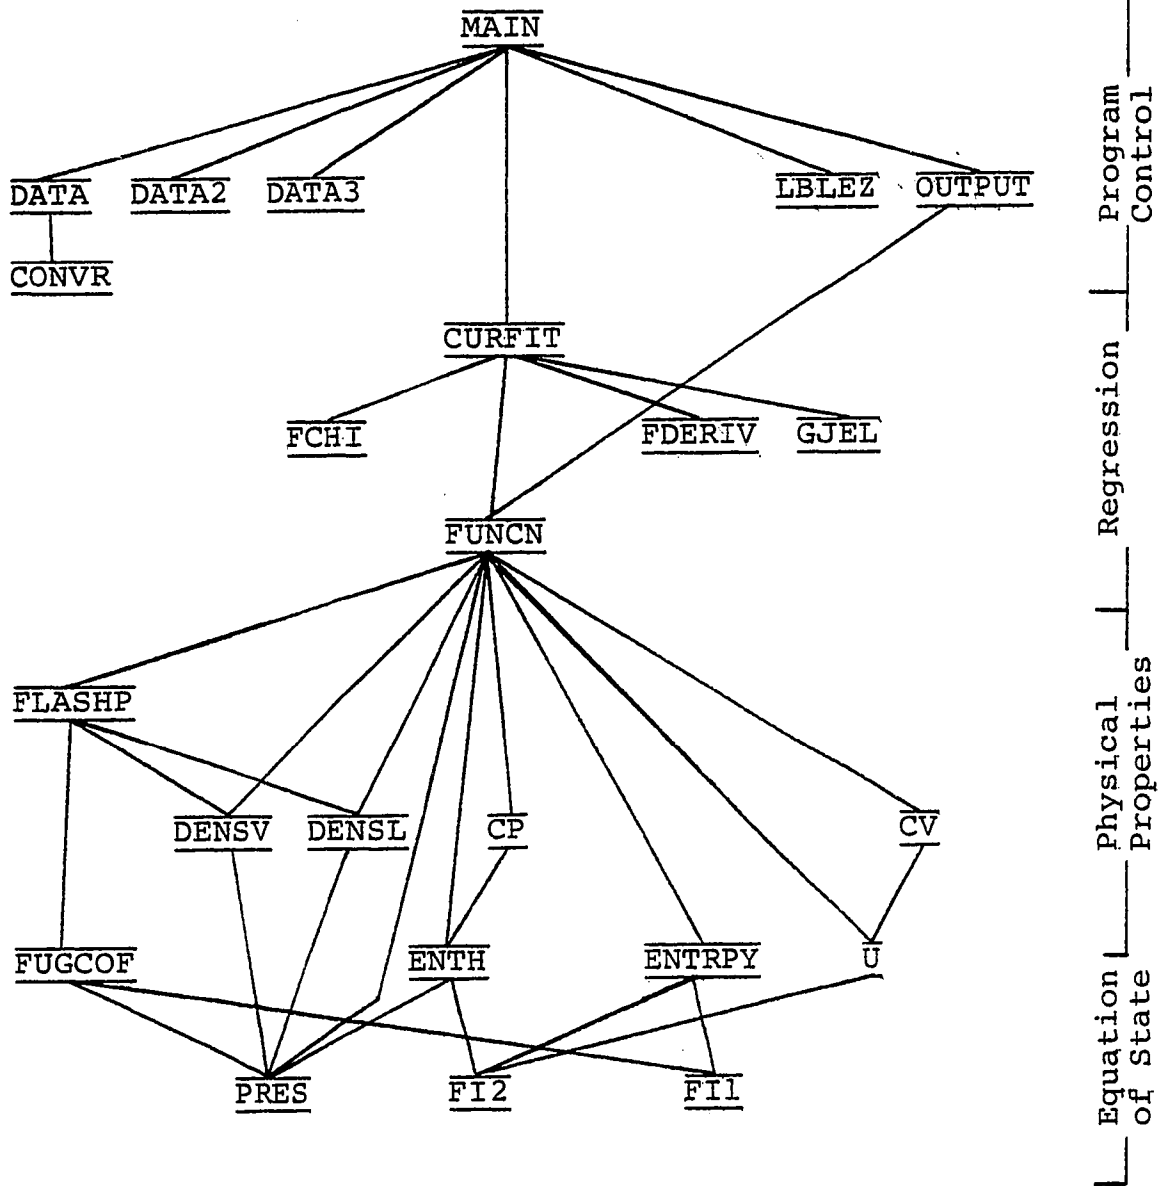 MAIN
DATA DATA2 DATA3 LBLEZ OUTPUT
CONVR
CURFIT
FCHI FDERIV GJEL
FUNCN
FLASHP
DENSV DENSL CP CV
FUGCOF ENTH ENTRPY U
PRES FI2 FI1
Program
Control
Regression
Physical
Properties
Equation
of State